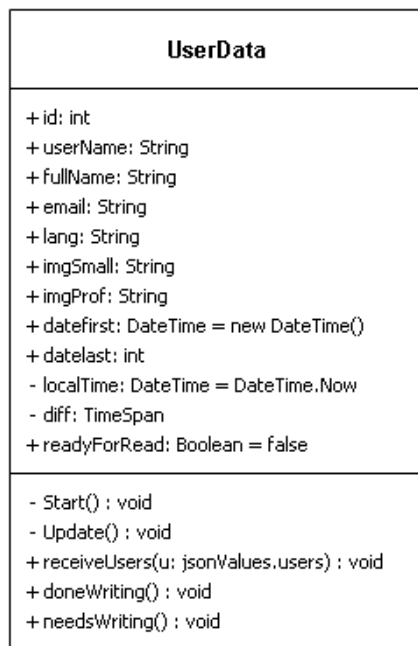 UserData
+ id: int
+ userName: String
+ fullName: String
+ email: String
+ lang: String
+ imgSmall: String
+ imgProf: String
+ datefirst: DateTime = new DateTime()
+ datelast: int
- localTime: DateTime = DateTime.Now
- diff: TimeSpan
+ readyForRead: Boolean = false
- Start() : void
- Update() : void
+ receiveUsers(u: jsonValues.users) : void
+ doneWriting() : void
+ needsWriting() : void